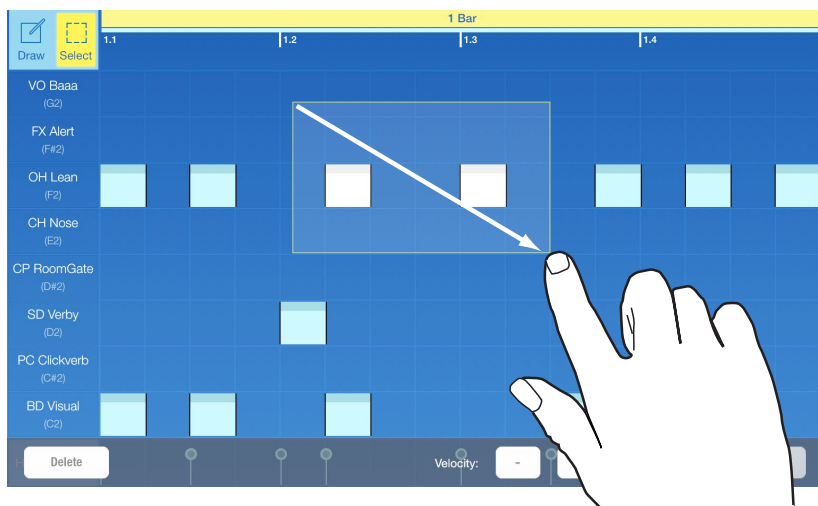 1 Bar
Draw Select 1.1 1.2 1.3 1.4
VO Baaa
(G2)
FX Alert
(F#2)
OH Lean
(F2)
CH Nose
(E2)
CP RoomGate
(D#2)
SD Verby
(D2)
PC Clickverb
(C#2)
BD Visual
(C2)
Delete Velocity: -